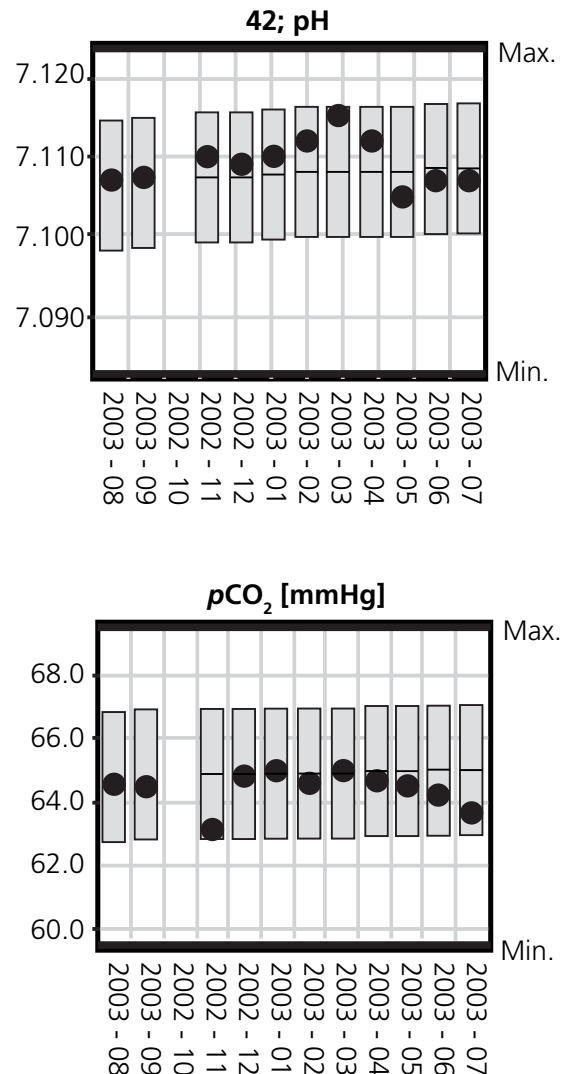 42; pH
Max.
7.120
7.110
7.100
7.090
Min.
2003 - 08
2003 - 09
2002 - 10
2002 - 11
2002 - 12
2003 - 01
2003 - 02
2003 - 03
2003 - 04
2003 - 05
2003 - 06
2003 - 07
pCO₂ [mmHg]
Max.
68.0
66.0
64.0
62.0
60.0
Min.
2003 - 08
2003 - 09
2002 - 10
2002 - 11
2002 - 12
2003 - 01
2003 - 02
2003 - 03
2003 - 04
2003 - 05
2003 - 06
2003 - 07